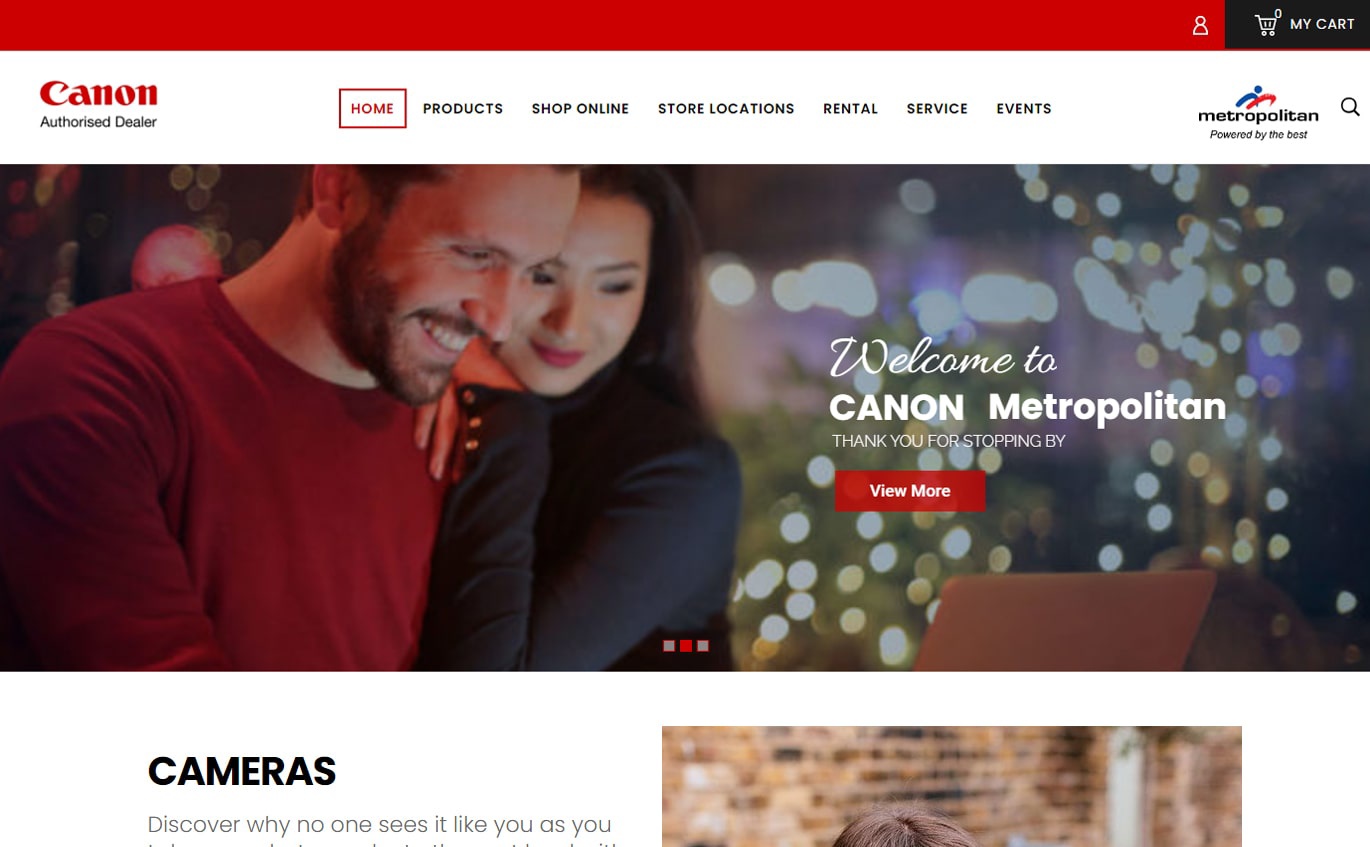 0
MY CART
Canon
Authorised Dealer
HOME
PRODUCTS
SHOP ONLINE
STORE LOCATIONS
RENTAL
SERVICE
EVENTS
metropolitan
Powered by the best
Welcome to
CANON Metropolitan
THANK YOU FOR STOPPING BY
View More
CAMERAS
Discover why no one sees it like you as you